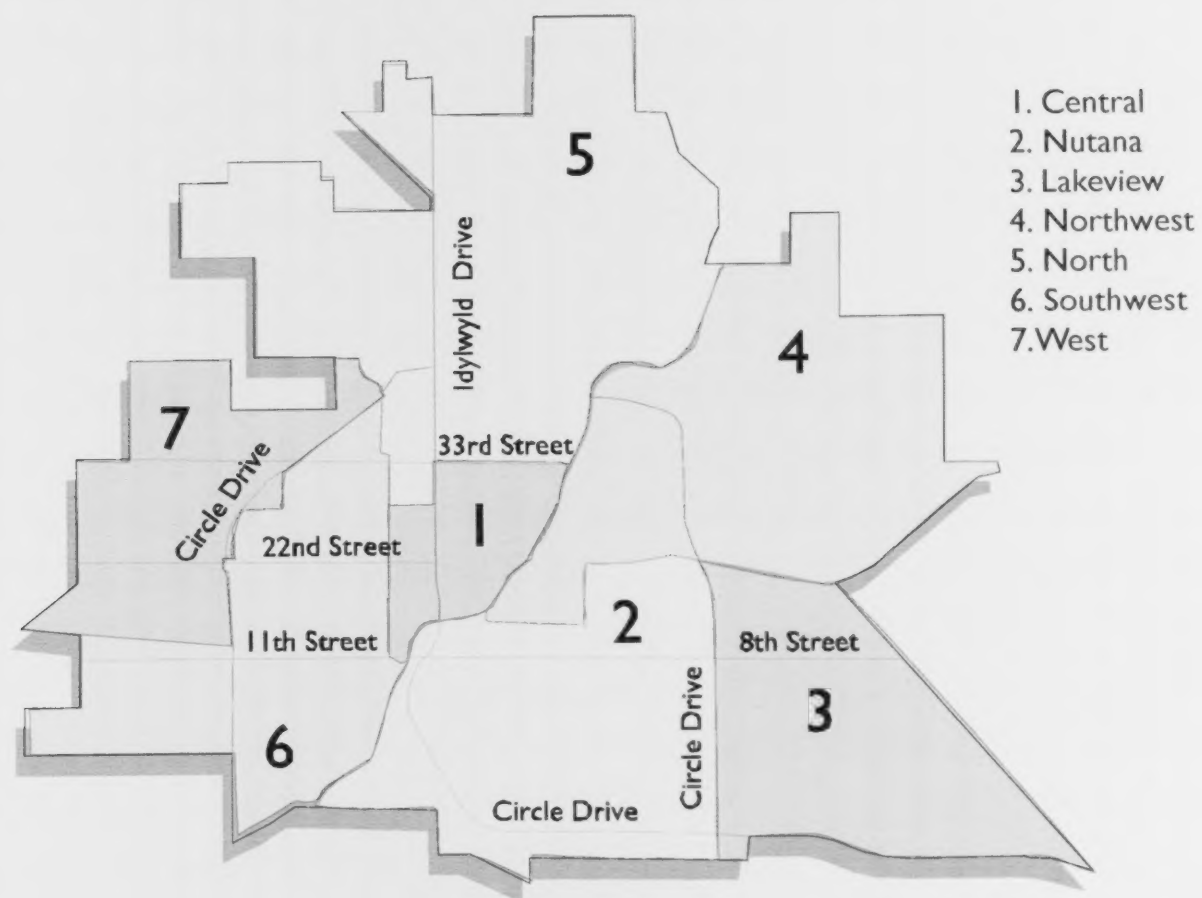 1. Central
2. Nutana
3. Lakeview
4. Northwest
5. North
6. Southwest
7. West
5
Idylwyld Drive
4
7
33rd Street
Circle Drive
1
22nd Street
2
11th Street
8th Street
3
Circle Drive
6
Circle Drive